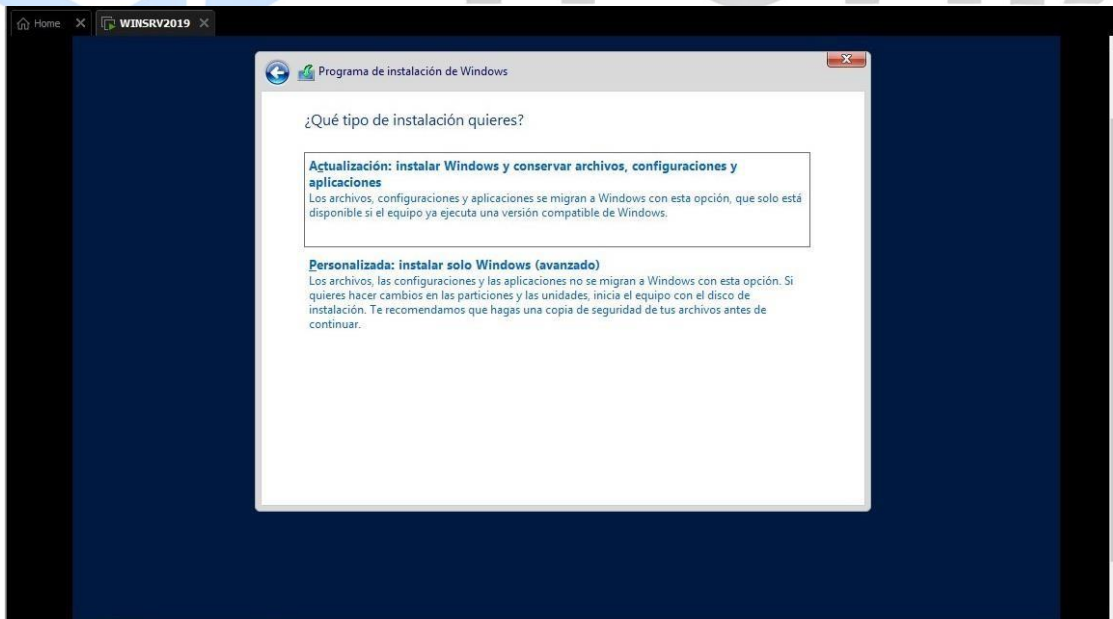 Home
WINSRV2019
Programa de instalación de Windows
¿Qué tipo de instalación quieres?
Actualización: instalar Windows y conservar archivos, configuraciones y
aplicaciones
Los archivos, configuraciones y aplicaciones se migran a Windows con esta opción, que solo está
disponible si el equipo ya ejecuta una versión compatible de Windows.
Personalizada: instalar solo Windows (avanzado)
Los archivos, las configuraciones y las aplicaciones no se migran a Windows con esta opción. Si
quieres hacer cambios en las particiones y las unidades, inicia el equipo con el disco de
instalación. Te recomendamos que hagas una copia de seguridad de tus archivos antes de
continuar.